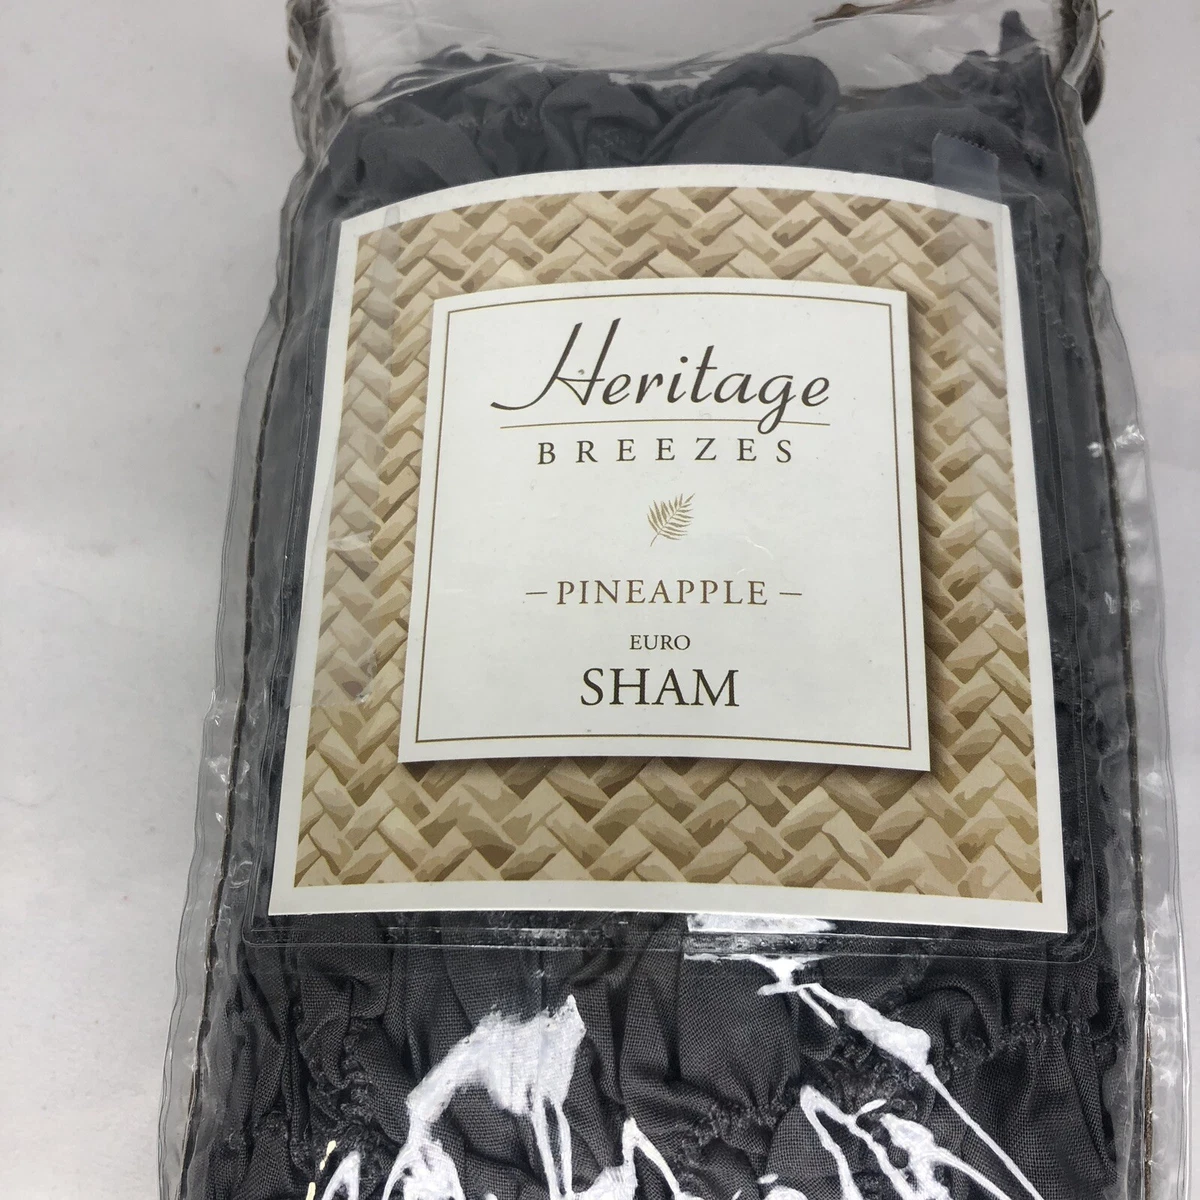 Heritage
BREEZES
–PINEAPPLE–
EURO
SHAM